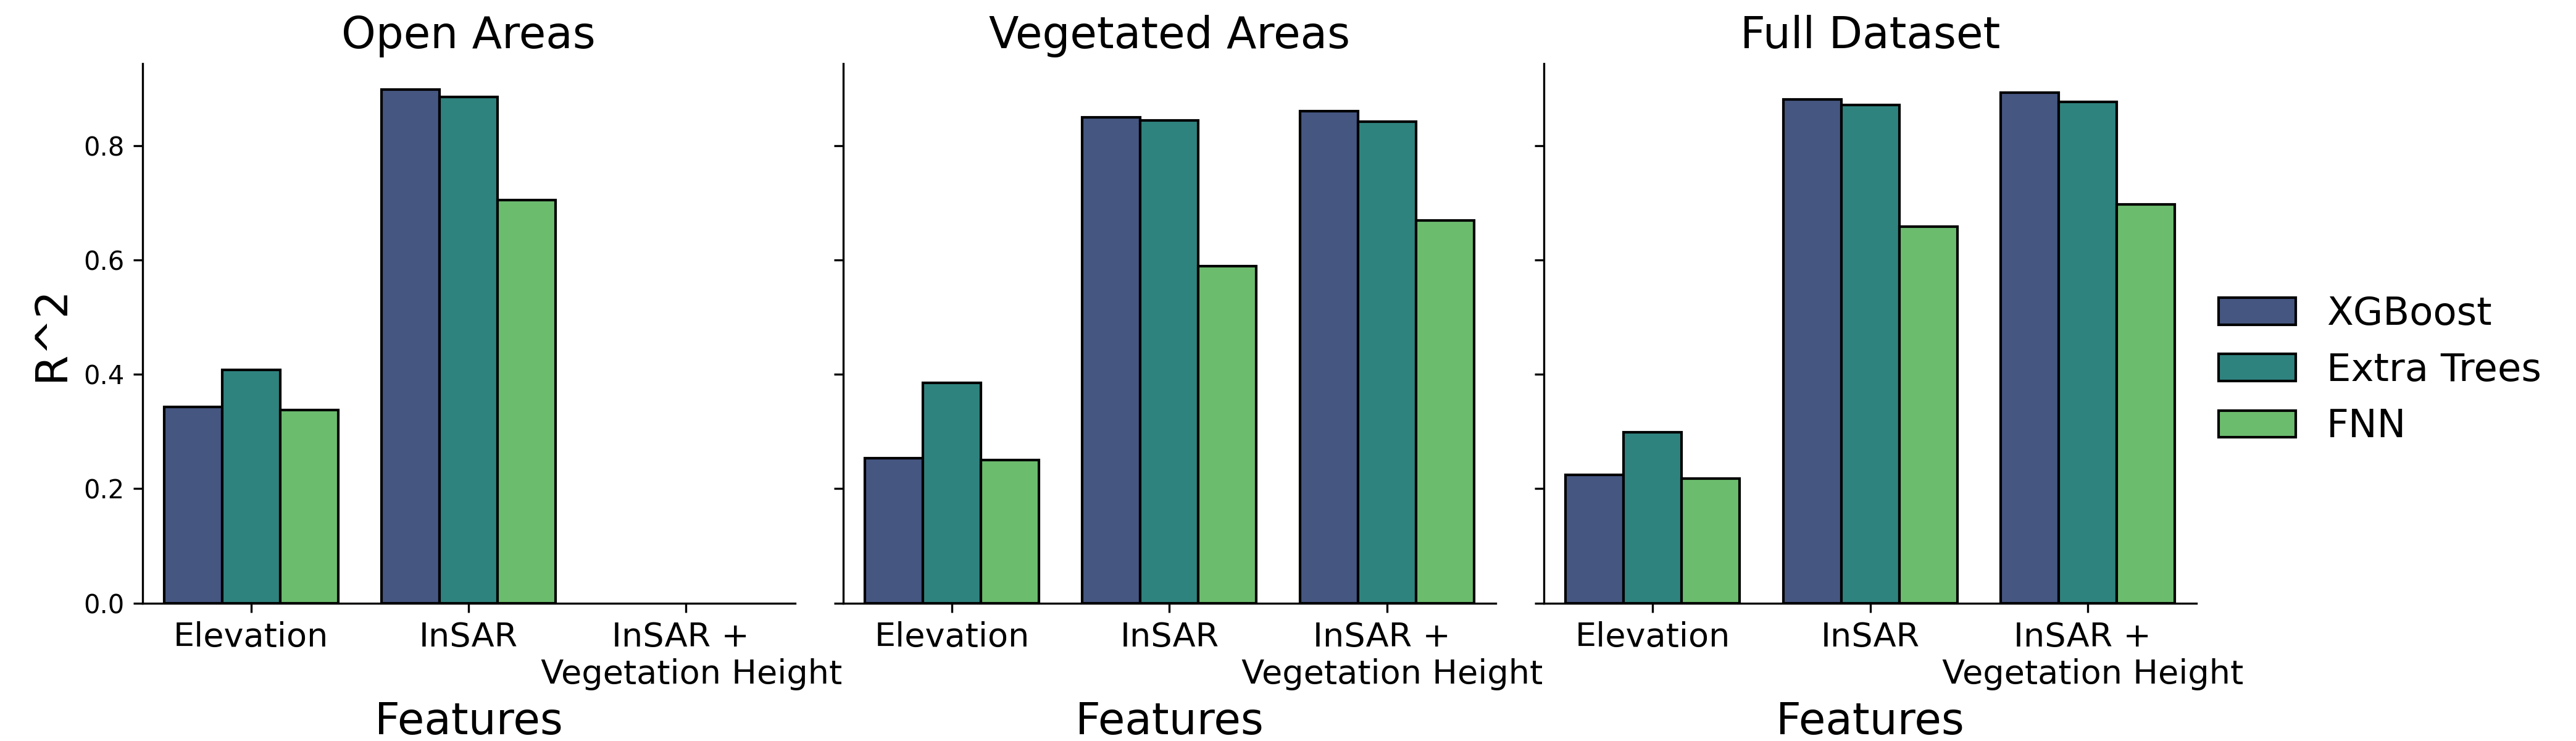 Open Areas
Vegetated Areas
Full Dataset
R^2
0.8
0.6
0.4
0.2
0.0
Elevation
InSAR
InSAR +
Vegetation Height
Features
Elevation
InSAR
InSAR +
Vegetation Height
Features
Elevation
InSAR
InSAR +
Vegetation Height
Features
XGBoost
Extra Trees
FNN